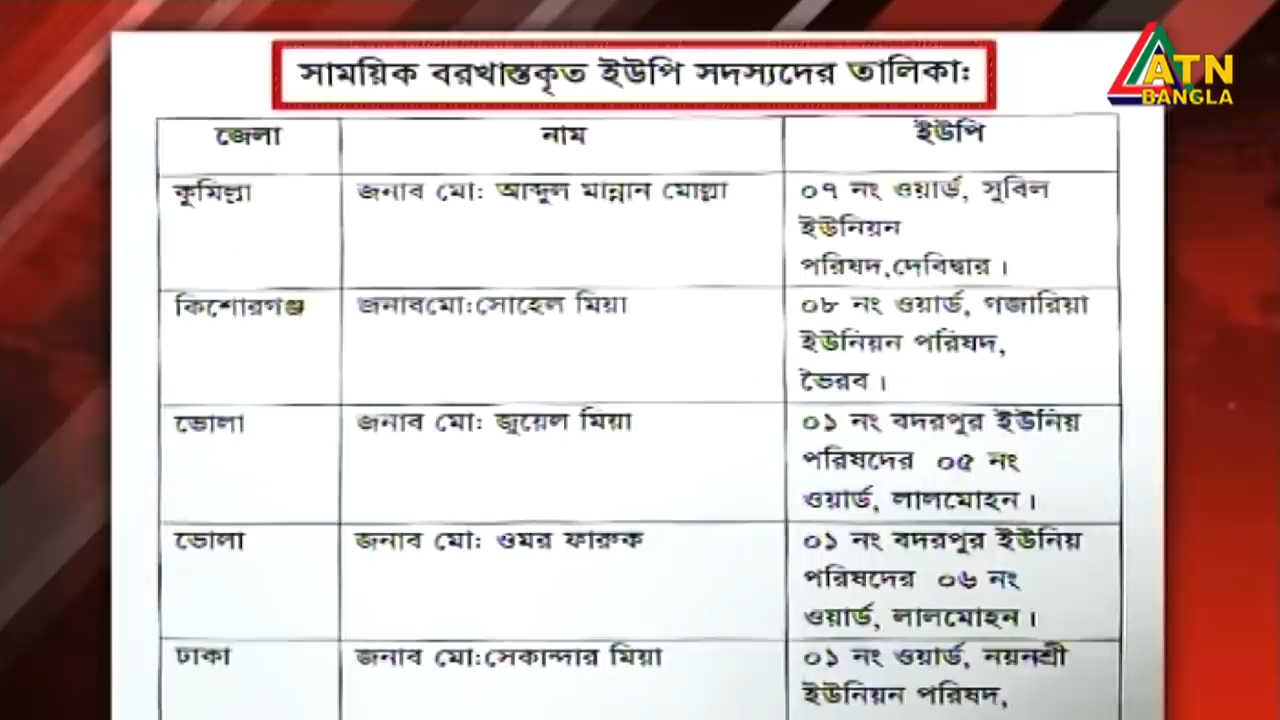 সাময়িক বরখাস্তকৃত ইউপি সদস্যদের তালিকা:
ATN
BANGLA
জেলা নাম ইউপি
কুমিল্লা জনাব মো: আব্দুল মান্নান মোল্লা ০৭ নং ওয়ার্ড, সুবিল
ইউনিয়ন
পরিষদ,দেবিদ্বার।
কিশোরগঞ্জ জনাবমো:সোহেল মিয়া ০৮ নং ওয়ার্ড, গজারিয়া
ইউনিয়ন পরিষদ,
ভৈরব।
ভোলা জনাব মো: জুয়েল মিয়া ০১ নং বদরপুর ইউনিয়
পরিষদের ০৫ নং
ওয়ার্ড, লালমোহন।
ভোলা জনাব মো: ওমর ফারুক ০১ নং বদরপুর ইউনিয়
পরিষদের ০৬ নং
ওয়ার্ড, লালমোহন।
ঢাকা জনাব মো:সেকান্দার মিয়া ০১ নং ওয়ার্ড, নয়নশ্রী
ইউনিয়ন পরিষদ,